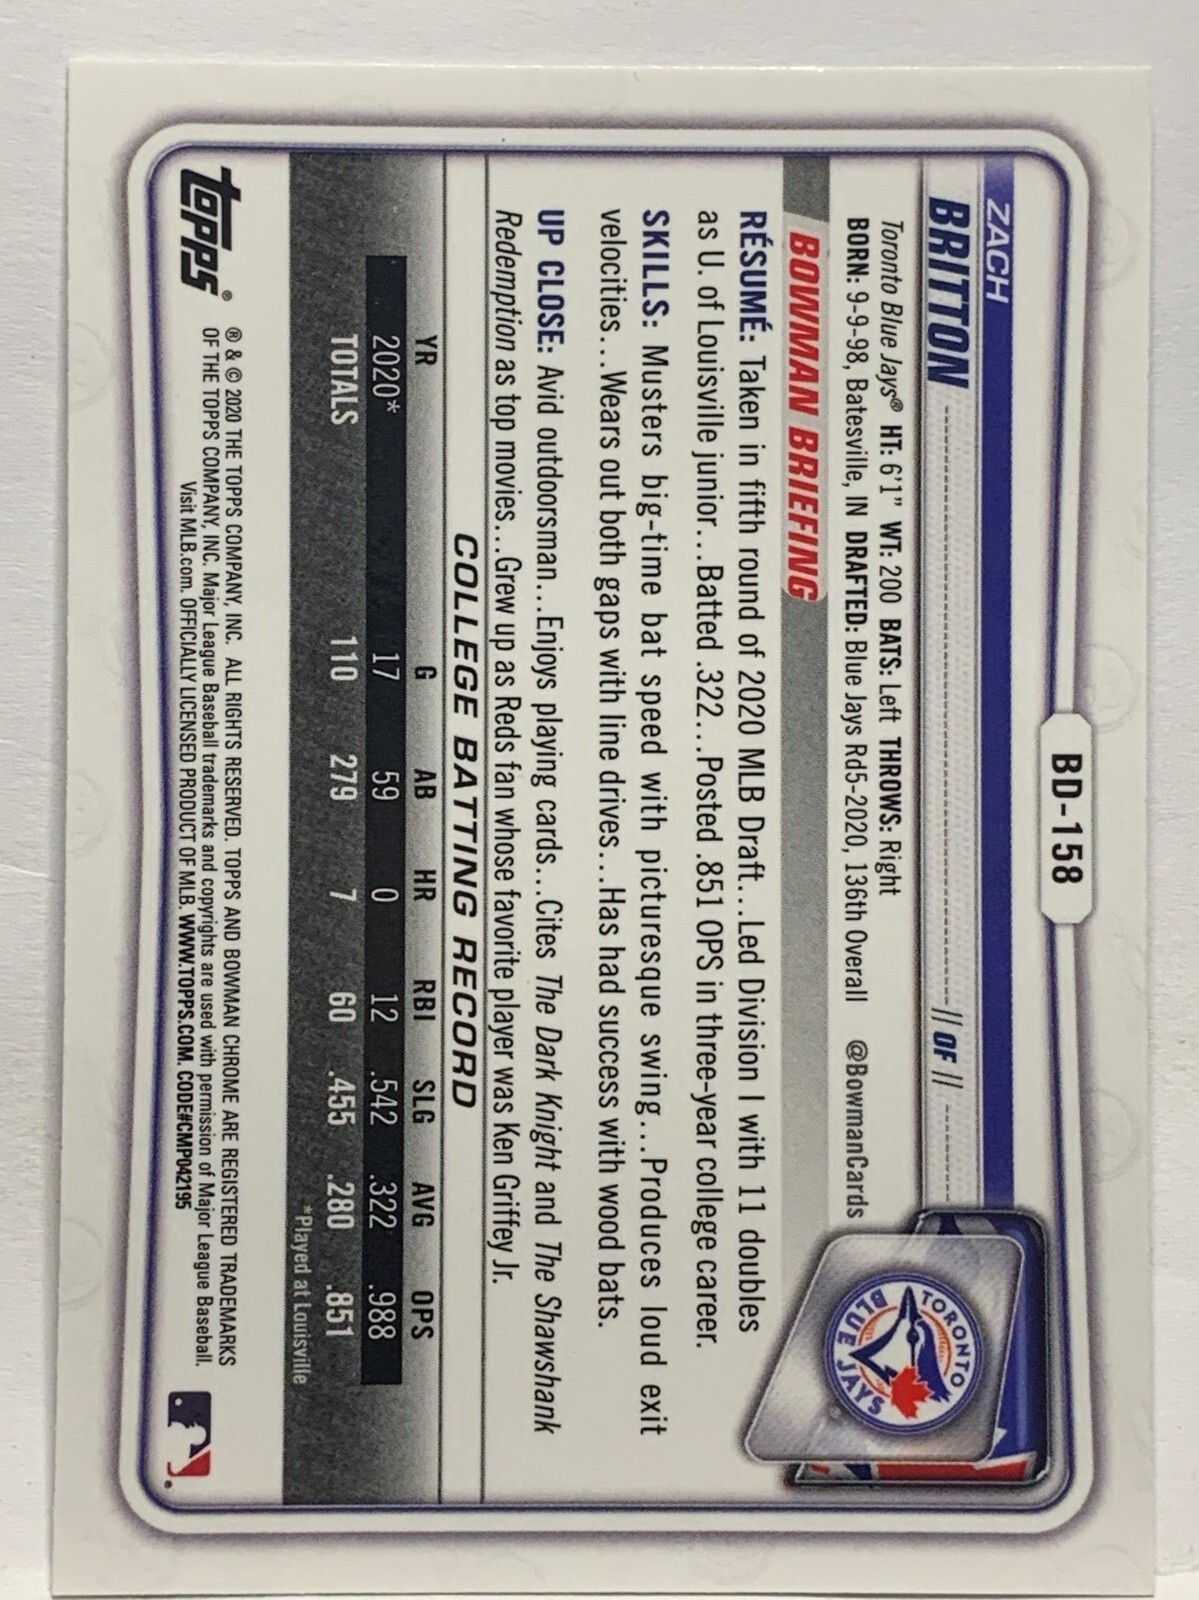 BD-158
ZACH
BRITTON // OF //
Toronto Blue Jays® HT: 6'1" WT: 200 BATS: Left THROWS: Right
BORN: 9-9-98, Batesville, IN DRAFTED: Blue Jays Rd5-2020, 136th Overall @BowmanCards
TORONTO
BLUE JAYS
BOWMAN BRIEFING
RÉSUMÉ: Taken in fifth round of 2020 MLB Draft...Led Division I with 11 doubles
as U. of Louisville junior...Batted .322...Posted .851 OPS in three-year college career.
SKILLS: Musters big-time bat speed with picturesque swing...Produces loud exit
velocities...Wears out both gaps with line drives...Has had success with wood bats.
UP CLOSE: Avid outdoorsman...Enjoys playing cards...Cites The Dark Knight and The Shawshank
Redemption as top movies...Grew up as Reds fan whose favorite player was Ken Griffey Jr.
COLLEGE BATTING RECORD
YR G AB HR RBI SLG AVG OPS
2020* 17 59 0 12 .542 .322 .988
TOTALS 110 279 7 60 .455 .280 .851
*Played at Louisville
topps®
® & © 2020 THE TOPPS COMPANY, INC. ALL RIGHTS RESERVED. TOPPS AND BOWMAN CHROME ARE REGISTERED TRADEMARKS
OF THE TOPPS COMPANY, INC. Major League Baseball trademarks and copyrights are used with permission of Major League Baseball.
Visit MLB.com. OFFICIALLY LICENSED PRODUCT OF MLB. WWW.TOPPS.COM. CODE#CMP042195